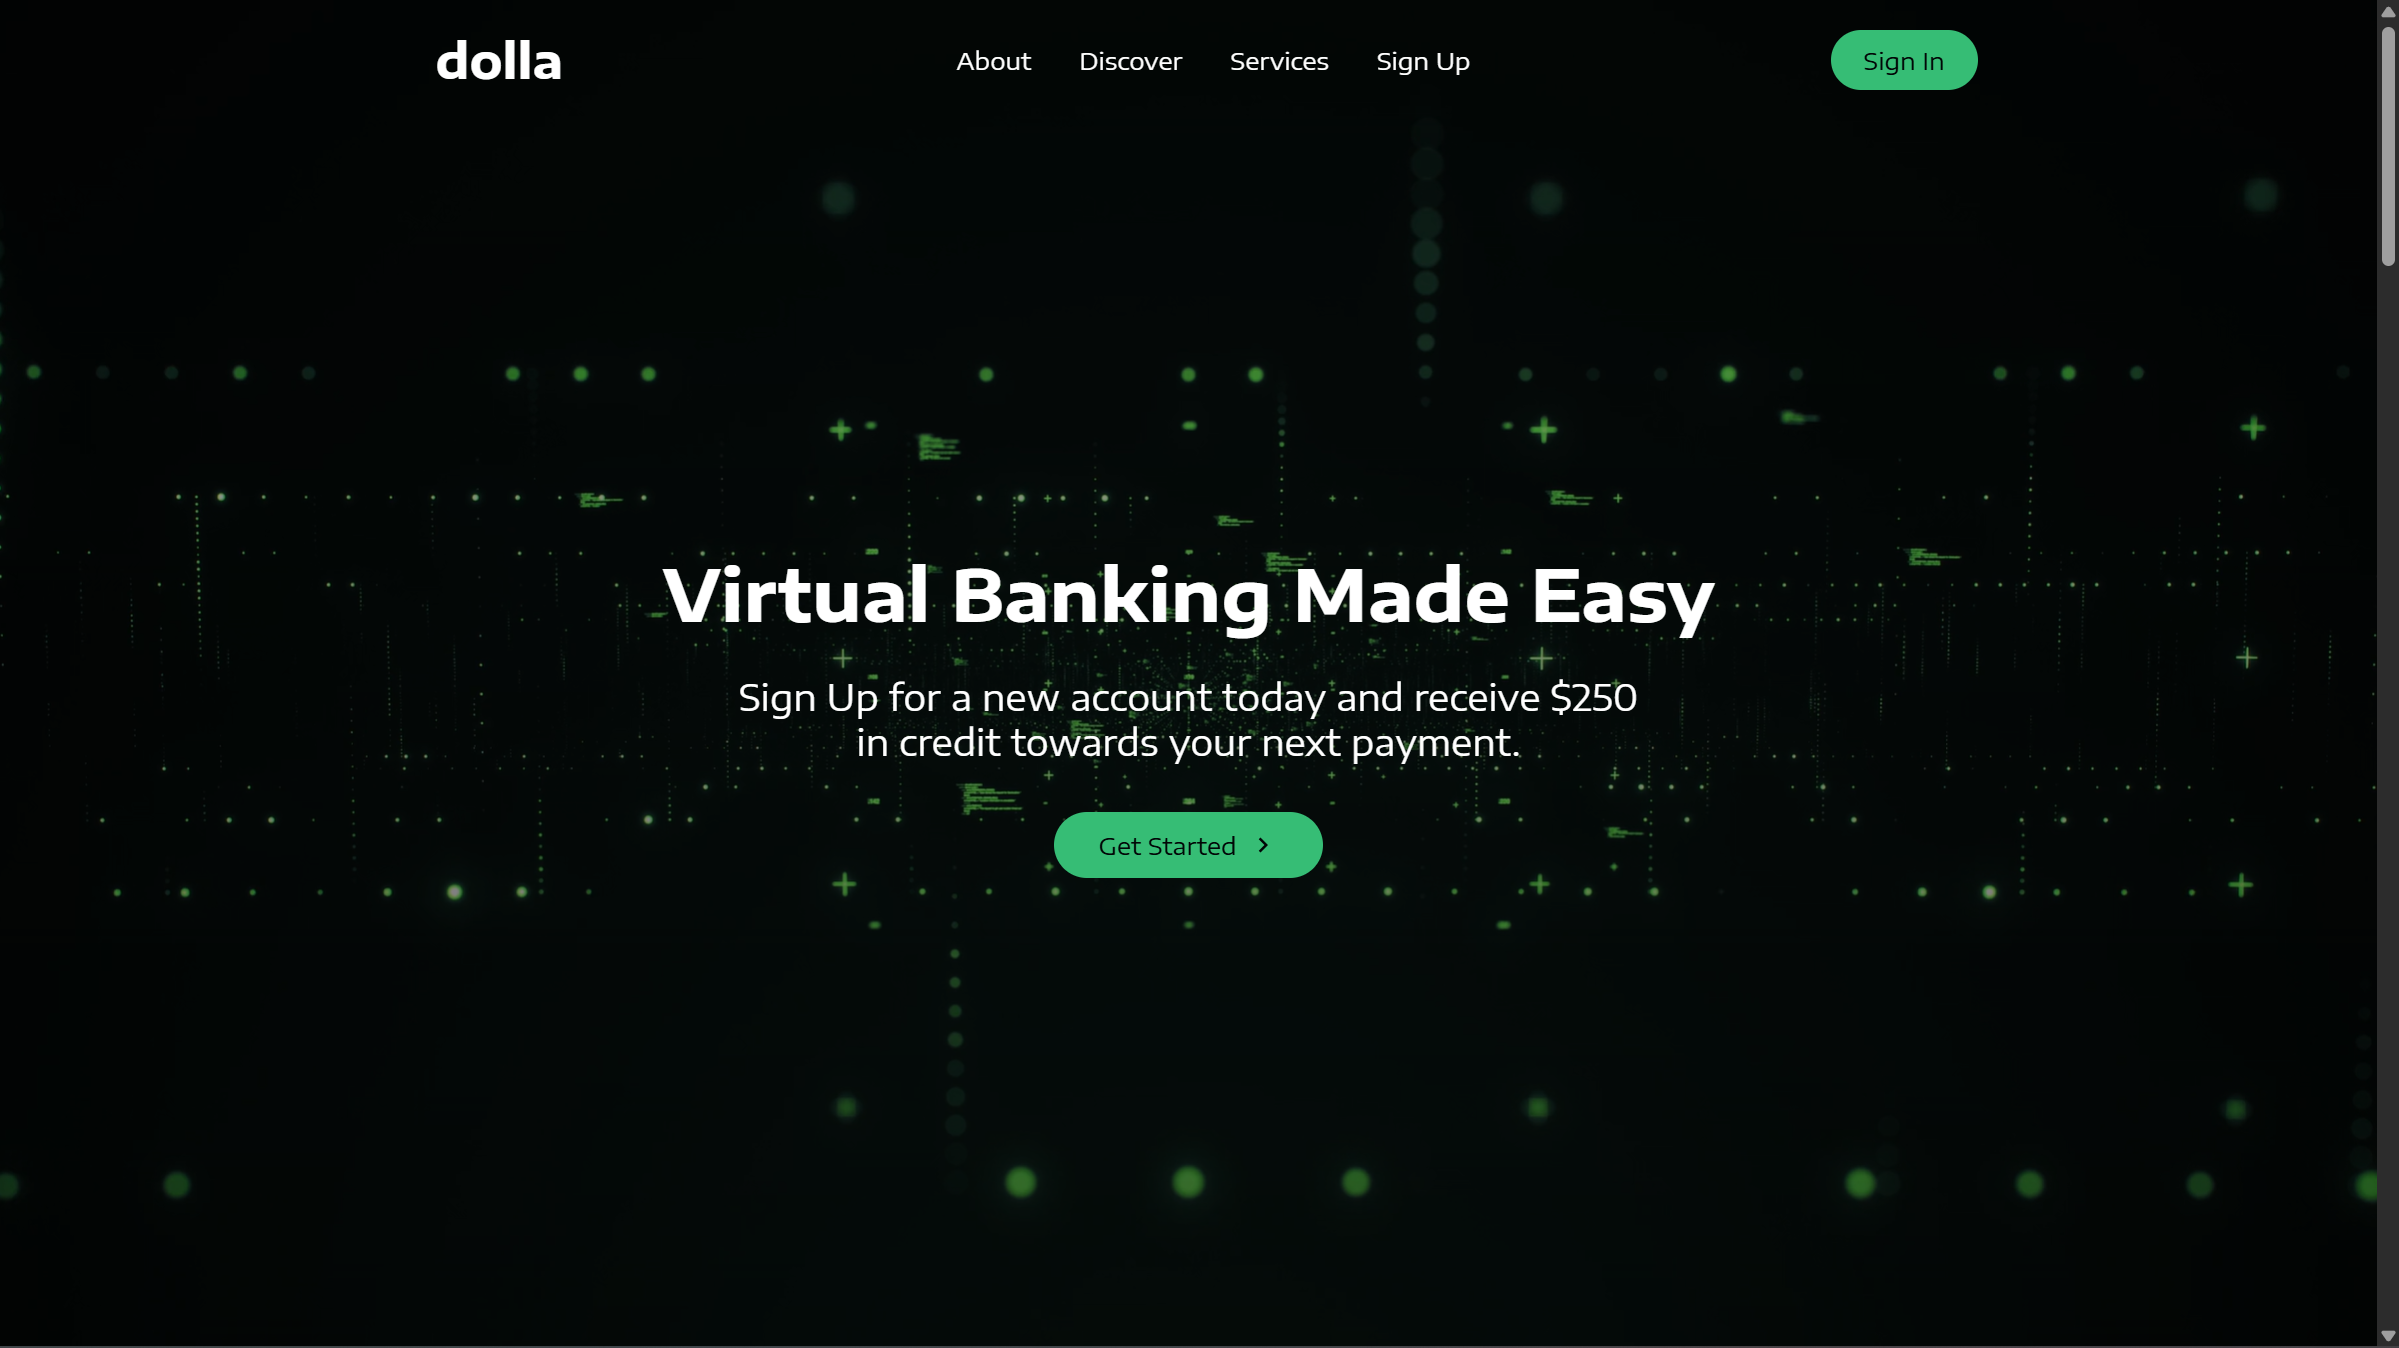 dolla
About
Discover
Services
Sign Up
Sign In
Virtual Banking Made Easy
Sign Up for a new account today and receive $250
in credit towards your next payment.
Get Started